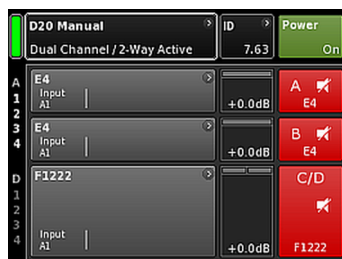 D20 Manual
Dual Channel / 2-Way Active
ID
7.63
Power
On
A
1
2
3
4
D
1
2
3
4
E4
Input
A1
+0.0dB
A
E4
E4
Input
A1
+0.0dB
B
E4
F1222
Input
A1
+0.0dB
C/D
F1222